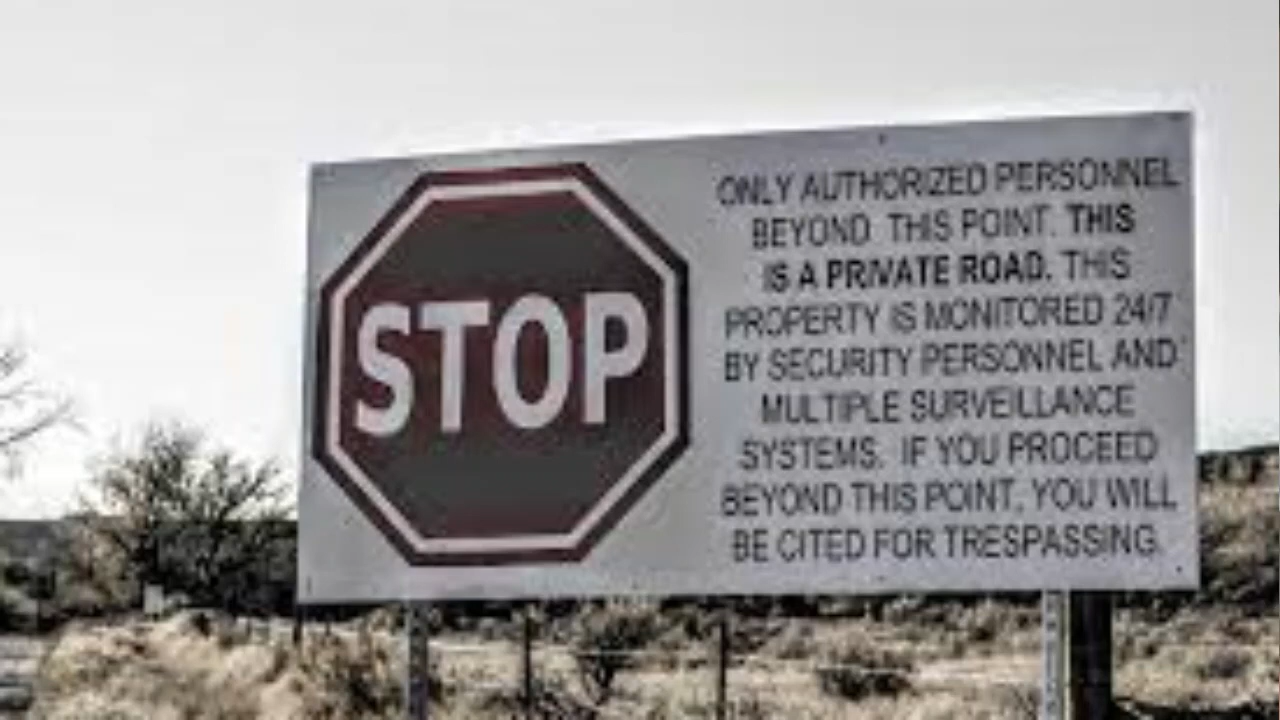 STOP
ONLY AUTHORIZED PERSONNEL
BEYOND THIS POINT. THIS
IS A PRIVATE ROAD. THIS
PROPERTY IS MONITORED 24/7
BY SECURITY PERSONNEL AND
MULTIPLE SURVEILLANCE
SYSTEMS. IF YOU PROCEED
BEYOND THIS POINT, YOU WILL
BE CITED FOR TRESPASSING.